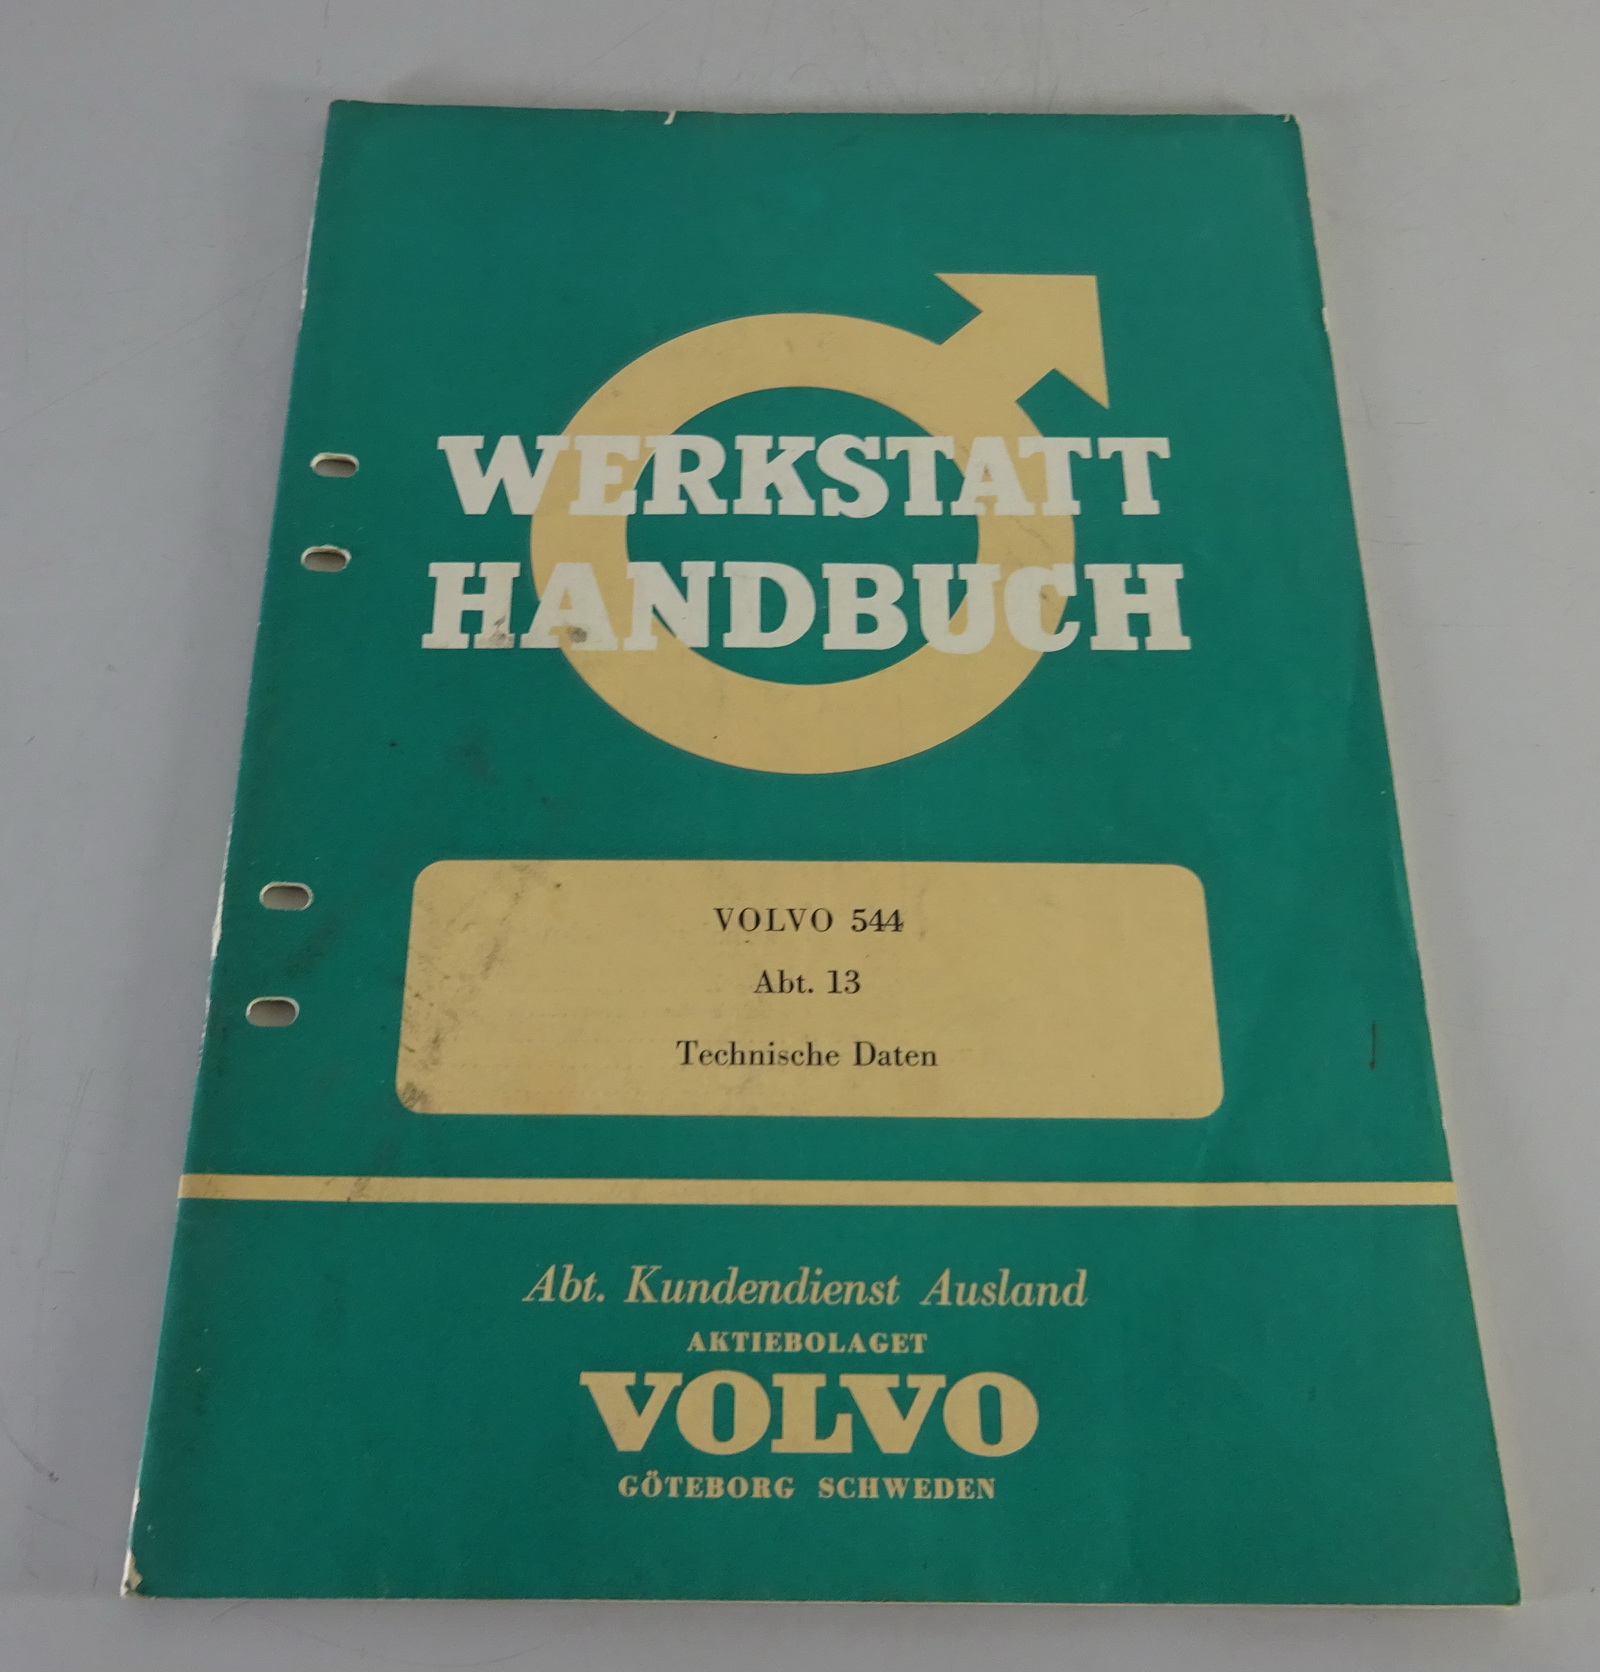 WERKSTATT
HANDBUCH
VOLVO 544
Abt. 13
Technische Daten
Abt. Kundendienst Ausland
AKTIEBOLAGET
VOLVO
GÖTEBORG SCHWEDEN